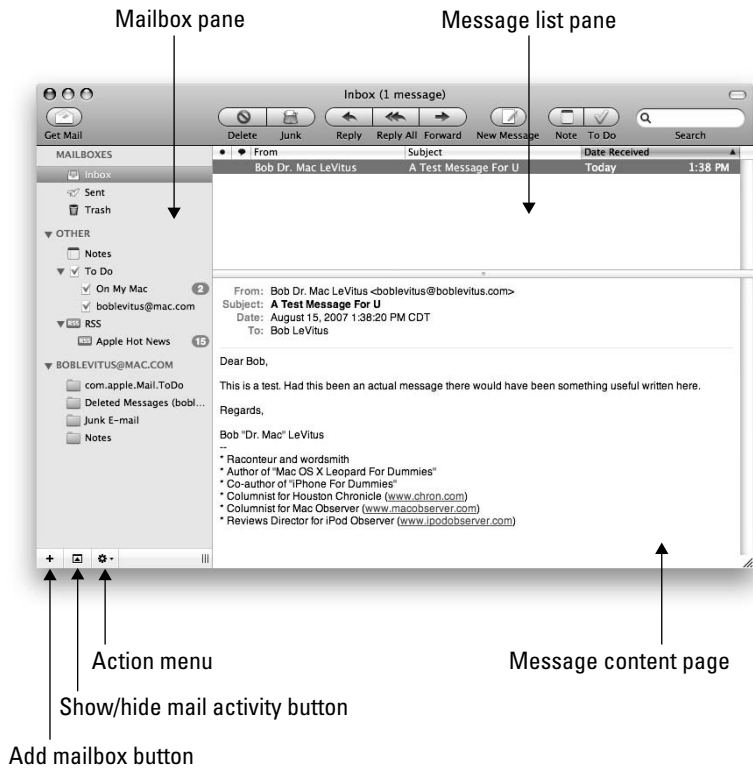 Mailbox pane
Message list pane
Inbox (1 message)
Get Mail
Delete Junk Reply Reply All Forward New Message Note To Do Search
MAILBOXES
Inbox
Sent
Trash
OTHER
Notes
To Do
On My Mac 2
boblevitus@mac.com
RSS
RSS Apple Hot News 15
BOBLEVITUS@MAC.COM
com.apple.Mail.ToDo
Deleted Messages (bobl...
Junk E-mail
Notes
From Subject Date Received
Bob Dr. Mac LeVitus A Test Message For U Today 1:38 PM
From: Bob Dr. Mac LeVitus <boblevitus@boblevitus.com>
Subject: A Test Message For U
Date: August 15, 2007 1:38:20 PM CDT
To: Bob LeVitus
Dear Bob,
This is a test. Had this been an actual message there would have been something useful written here.
Regards,
Bob "Dr. Mac" LeVitus
--
* Raconteur and wordsmith
* Author of "Mac OS X Leopard For Dummies"
* Co-author of "iPhone For Dummies"
* Columnist for Houston Chronicle (www.chron.com)
* Columnist for Mac Observer (www.macobserver.com)
* Reviews Director for iPod Observer (www.ipodobserver.com)
Action menu
Message content page
Show/hide mail activity button
Add mailbox button